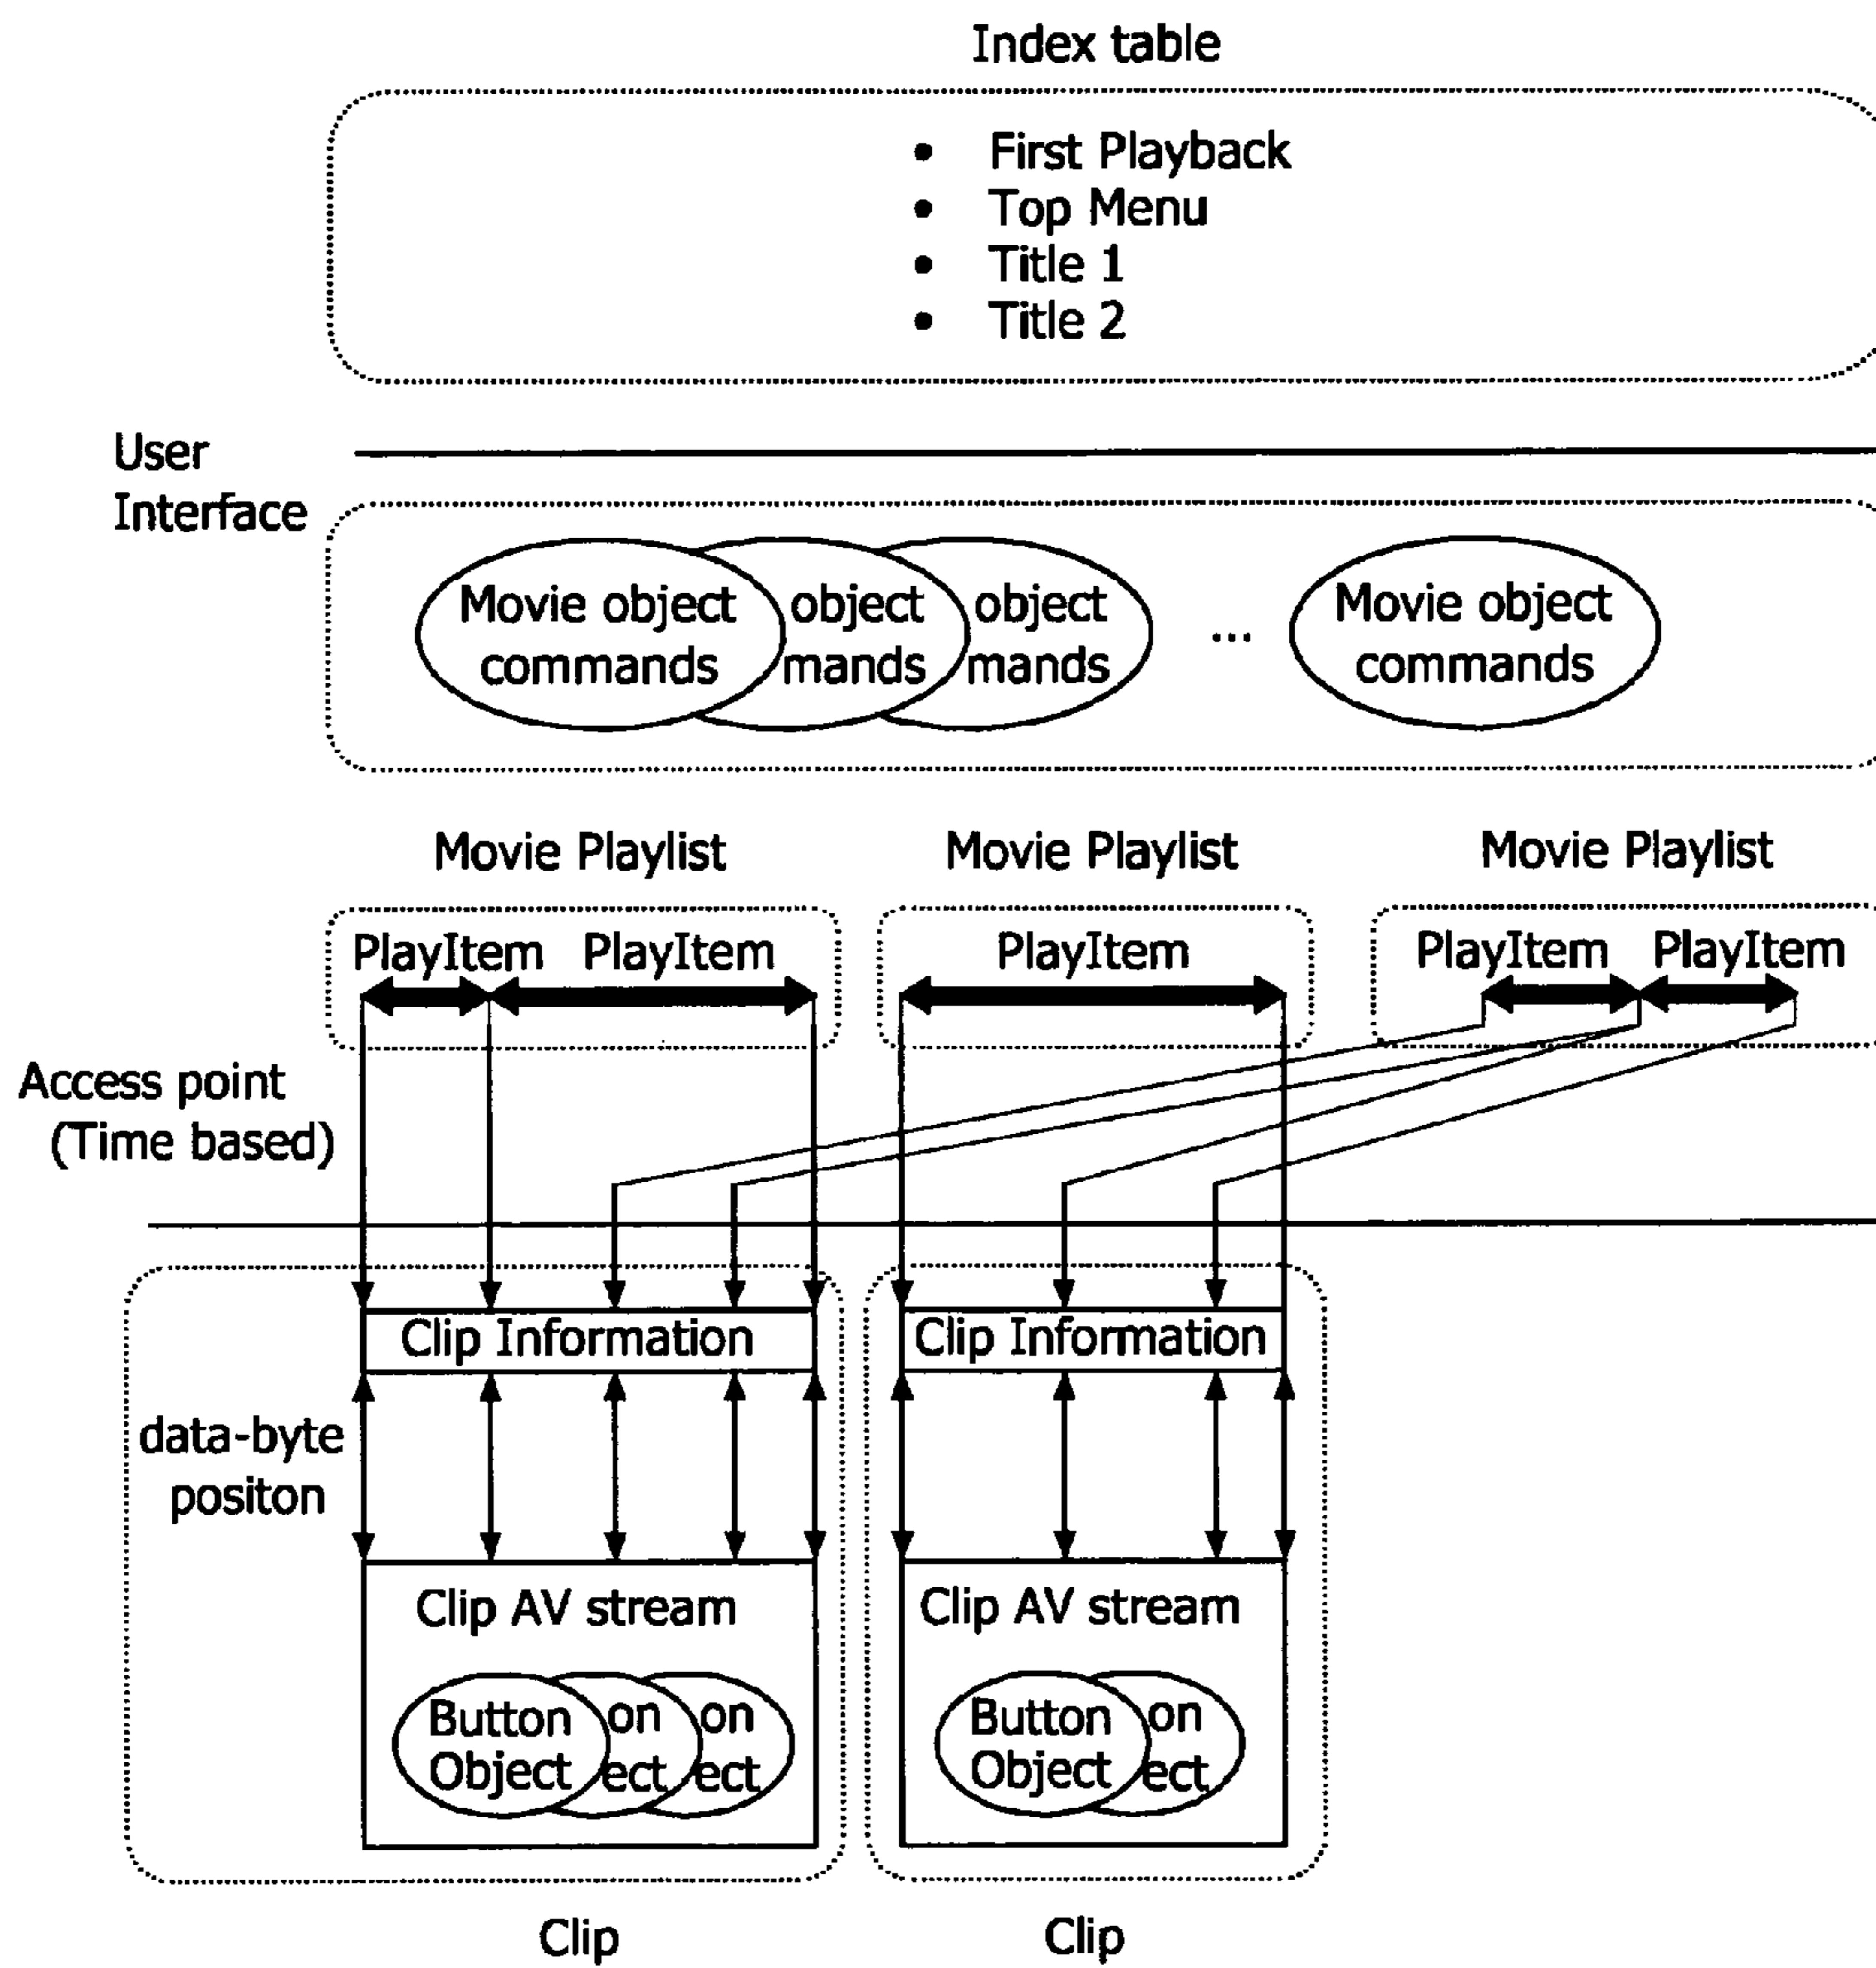 Index table
• First Playback
• Top Menu
• Title 1
• Title 2
User
Interface
Movie object
commands
object
mands
object
mands
...
Movie object
commands
Movie Playlist
Movie Playlist
Movie Playlist
PlayItem PlayItem
PlayItem
PlayItem PlayItem
Access point
(Time based)
Clip Information
Clip Information
data-byte
positon
Clip AV stream
Clip AV stream
Button
Object
on
ect
on
ect
Button
Object
on
ect
Clip
Clip